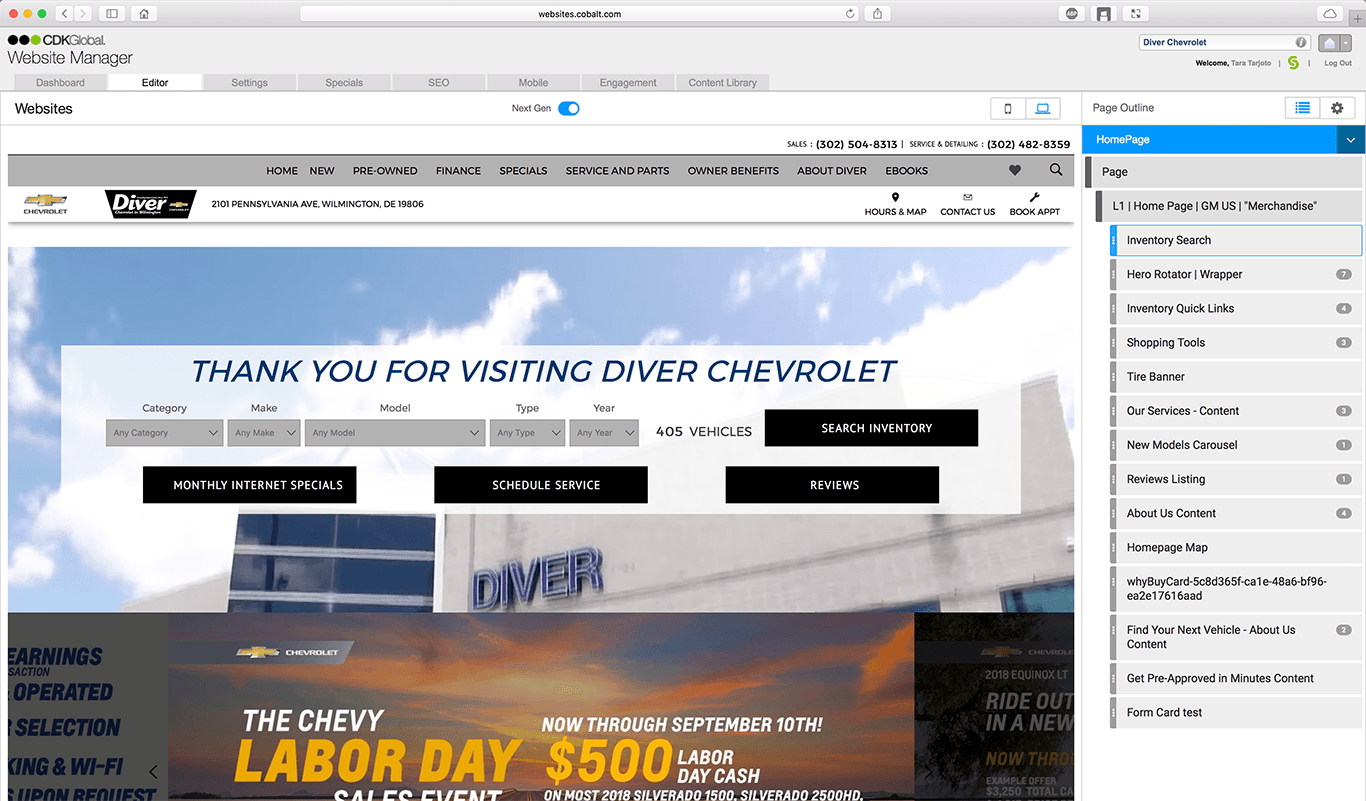 websites.cobalt.com
ABP
CDKGlobal.
Website Manager
Diver Chevrolet
Welcome, Tara Tarjoto | S | Log Out
Dashboard Editor Settings Specials SEO Mobile Engagement Content Library
Websites
Next Gen
Page Outline
SALES : (302) 504-8313 | SERVICE & DETAILING : (302) 482-8359
HOME NEW PRE-OWNED FINANCE SPECIALS SERVICE AND PARTS OWNER BENEFITS ABOUT DIVER EBOOKS
CHEVROLET
Diver
Chevrolet in Wilmington
2101 PENNSYLVANIA AVE, WILMINGTON, DE 19806
HOURS & MAP CONTACT US BOOK APPT
THANK YOU FOR VISITING DIVER CHEVROLET
Category Make Model Type Year
Any Category Any Make Any Model Any Type Any Year 405 VEHICLES SEARCH INVENTORY
MONTHLY INTERNET SPECIALS SCHEDULE SERVICE REVIEWS
DIVER
EARNINGS
SACTION
OPERATED
SELECTION
KING & WI-FI
UPON REQUEST
CHEVROLET
THE CHEVY
LABOR DAY
SALES EVENT
NOW THROUGH SEPTEMBER 10TH!
$500 LABOR
DAY CASH
ON MOST 2018 SILVERADO 1500, SILVERADO 2500HD,
CHEVROLET
2018 EQUINOX LT
RIDE OUT
IN A NEW
NOW THRO
EXAMPLE OFFER
$3,250 TOTAL CA
HomePage
Page
L1 | Home Page | GM US | "Merchandise"
Inventory Search
Hero Rotator | Wrapper 7
Inventory Quick Links 4
Shopping Tools 3
Tire Banner
Our Services - Content 3
New Models Carousel 1
Reviews Listing 1
About Us Content 4
Homepage Map
whyBuyCard-5c8d365f-ca1e-48a6-bf96-
ea2e17616aad
Find Your Next Vehicle - About Us 2
Content
Get Pre-Approved in Minutes Content
Form Card test